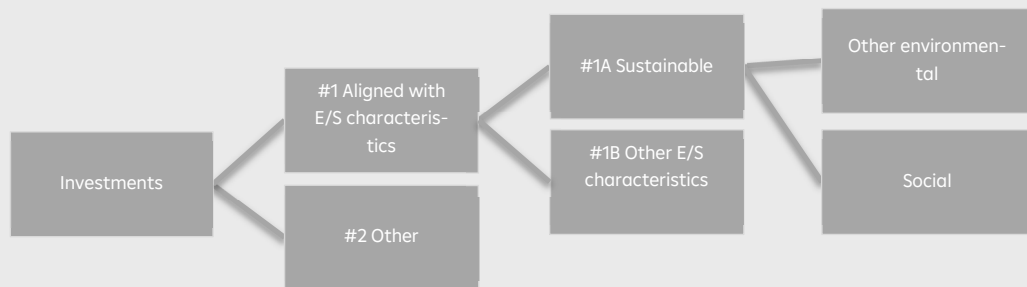 Investments
#1 Aligned with
E/S characteris-
tics
#2 Other
#1A Sustainable
#1B Other E/S
characteristics
Other environmen-
tal
Social